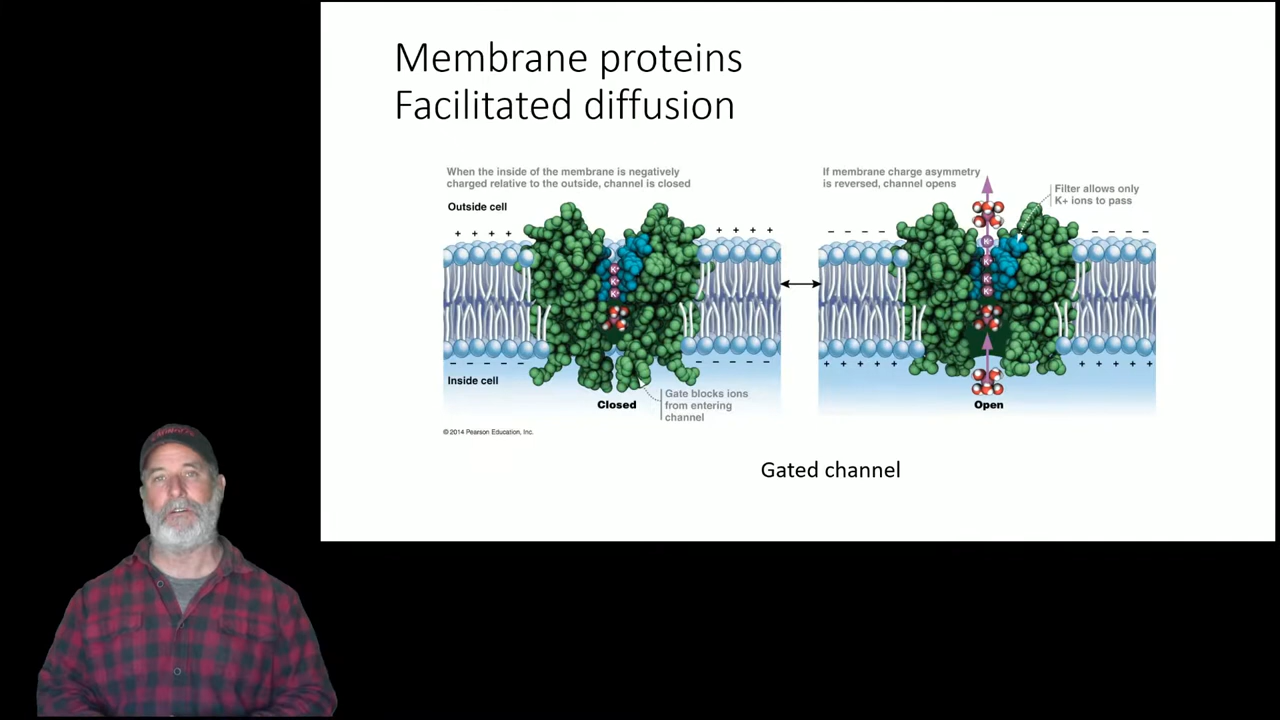 Membrane proteins
Facilitated diffusion
When the inside of the membrane is negatively
charged relative to the outside, channel is closed
If membrane charge asymmetry
is reversed, channel opens
Filter allows only
K+ ions to pass
Outside cell
+ + + +
+ + + +
– – – –
– – – – –
K+
K+
K+
K+
K+
K+
– – – – –
– – – –
+ + + + +
+ + + + +
Inside cell
Gate blocks ions
from entering
channel
Closed
Open
© 2014 Pearson Education, Inc.
Gated channel